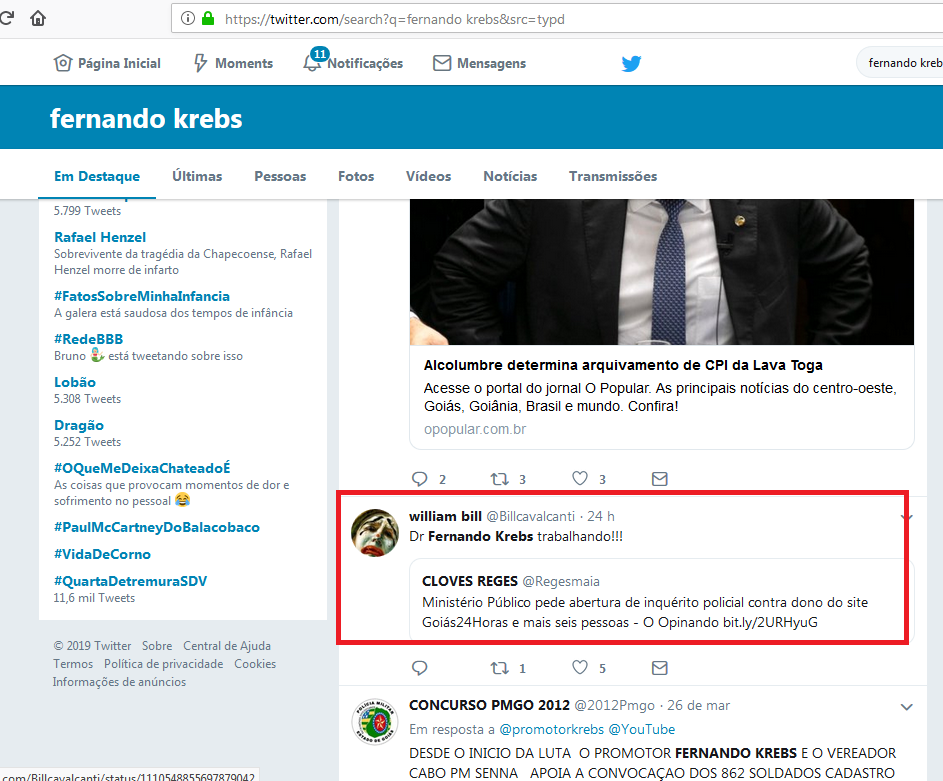 https://twitter.com/search?q=fernando krebs&src=typd
Página Inicial
Moments
11
Notificações
Mensagens
fernando kreb
fernando krebs
Em Destaque
Últimas
Pessoas
Fotos
Vídeos
Notícias
Transmissões
5.799 Tweets
Rafael Henzel
Sobrevivente da tragédia da Chapecoense, Rafael
Henzel morre de infarto
#FatosSobreMinhaInfancia
A galera está saudosa dos tempos de infância
#RedeBBB
Bruno está tweetando sobre isso
Lobão
5.308 Tweets
Dragão
5.252 Tweets
#OQueMeDeixaChateadoÉ
As coisas que provocam momentos de dor e
sofrimento no pessoal 😂
#PaulMcCartneyDoBalacobaco
#VidaDeCorno
#QuartaDetremuraSDV
11,6 mil Tweets
© 2019 Twitter Sobre Central de Ajuda
Termos Política de privacidade Cookies
Informações de anúncios
Alcolumbre determina arquivamento de CPI da Lava Toga
Acesse o portal do jornal O Popular. As principais notícias do centro-oeste,
Goiás, Goiânia, Brasil e mundo. Confira!
opopular.com.br
2 3 3
william bill @Billcavalcanti · 24 h
Dr Fernando Krebs trabalhando!!!
CLOVES REGES @Regesmaia
Ministério Público pede abertura de inquérito policial contra dono do site
Goiás24Horas e mais seis pessoas - O Opinando bit.ly/2URHyuG
1 5
CONCURSO PMGO 2012 @2012Pmgo · 26 de mar
Em resposta a @promotorkrebs @YouTube
DESDE O INICIO DA LUTA O PROMOTOR FERNANDO KREBS E O VEREADOR
CABO PM SENNA APOIA A CONVOCAÇAO DOS 862 SOLDADOS CADASTRO
.com/Billcavalcanti/status/1110548855697879042